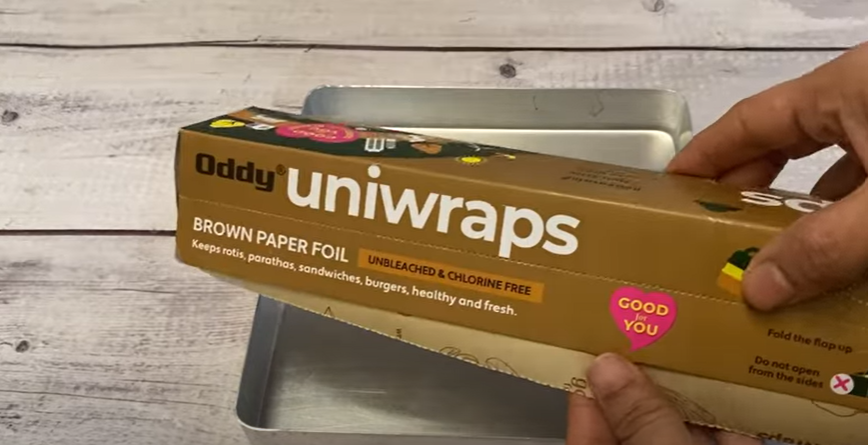 Oddy® uniwraps
BROWN PAPER FOIL
UNBLEACHED & CHLORINE FREE
Keeps rotis, parathas, sandwiches, burgers, healthy and fresh.
GOOD
for
YOU
Fold the flap up
Do not open
from the sides